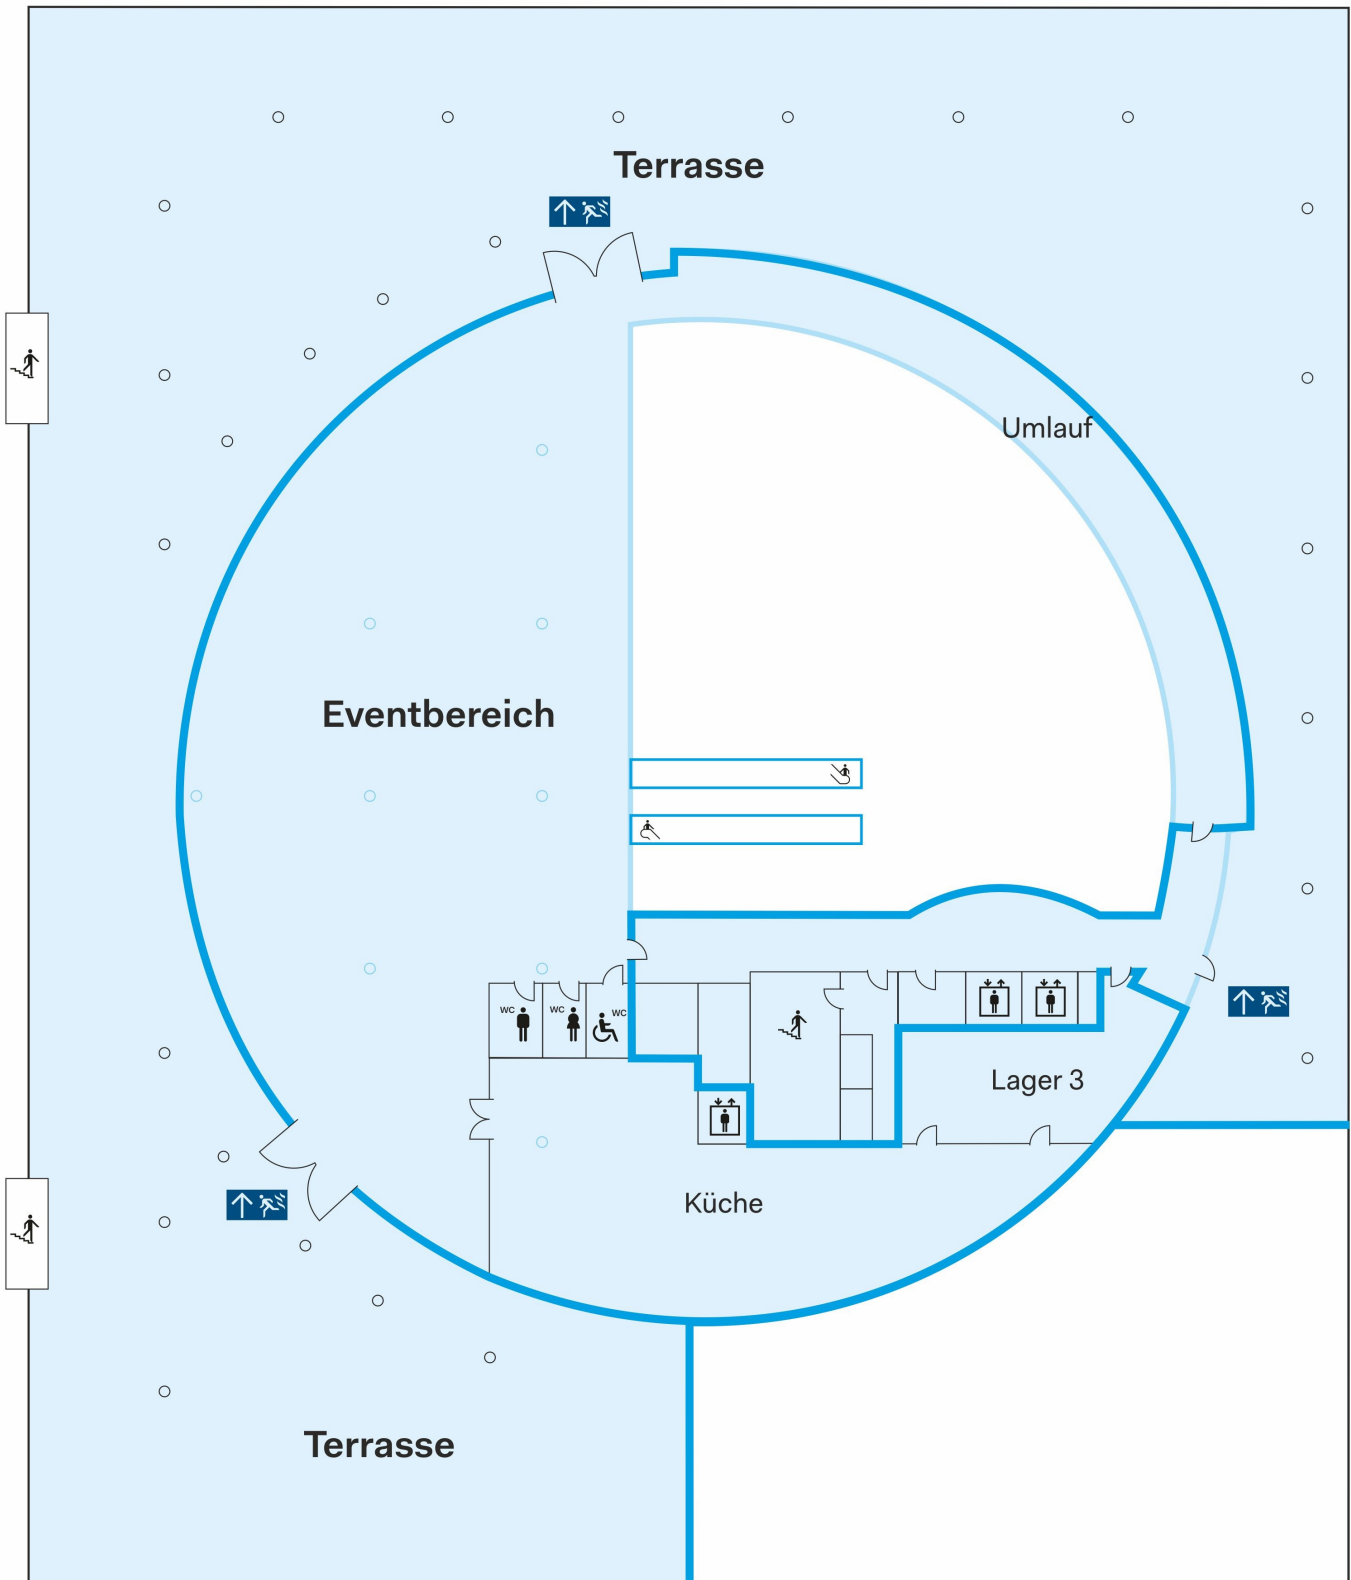 Terrasse
Umlauf
Eventbereich
WC
WC
WC
Lager 3
Küche
Terrasse